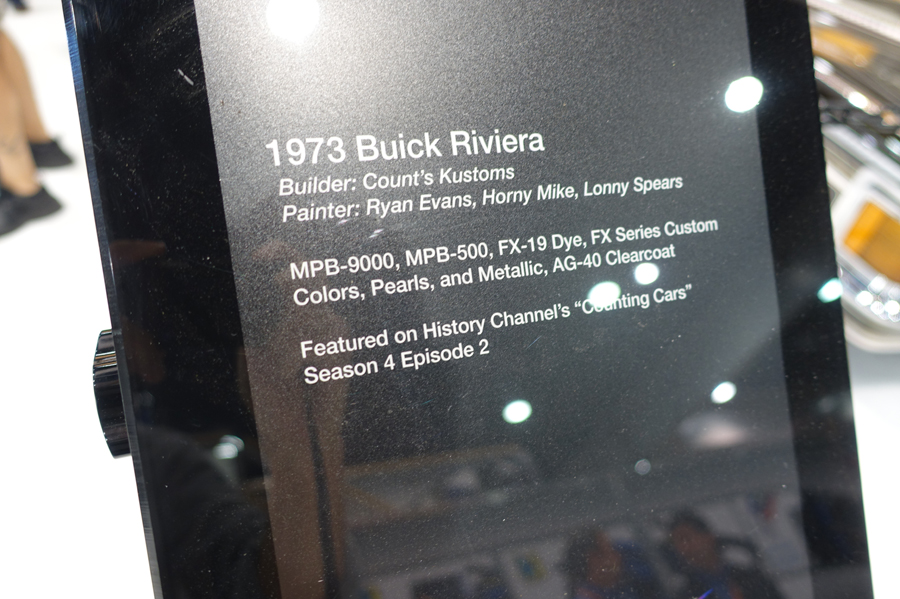 1973 Buick Riviera
Builder: Count's Kustoms
Painter: Ryan Evans, Horny Mike, Lonny Spears
MPB-9000, MPB-500, FX-19 Dye, FX Series Custom
Colors, Pearls, and Metallic, AG-40 Clearcoat
Featured on History Channel's "Counting Cars"
Season 4 Episode 2